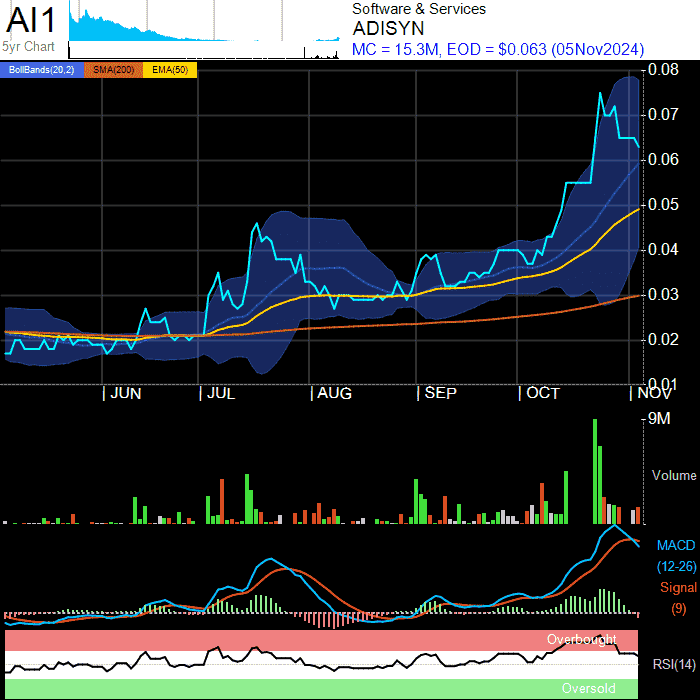 AI1
5yr Chart
Software & Services
ADISYN
MC = 15.3M, EOD = $0.063 (05Nov2024)
BollBands(20,2) SMA(200) EMA(50)
0.08
0.07
0.06
0.05
0.04
0.03
0.02
0.01
JUN JUL AUG SEP OCT NOV
9M
Volume
MACD
(12-26)
Signal
(9)
Overbought
RSI(14)
Oversold